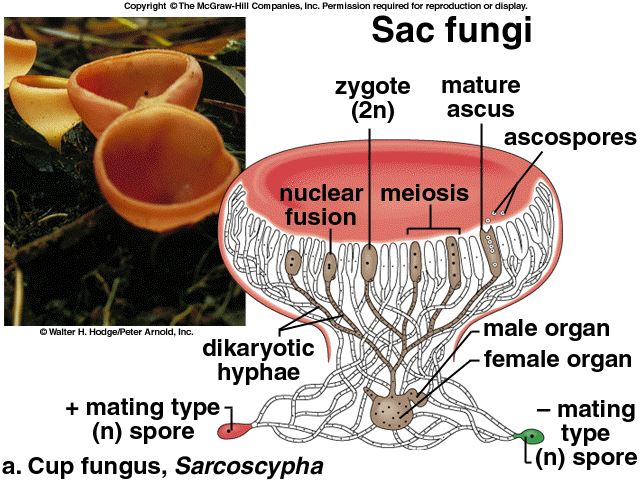 Copyright © The McGraw-Hill Companies, Inc. Permission required for reproduction or display.
Sac fungi
zygote
(2n)
mature
ascus
ascospores
nuclear
fusion
meiosis
© Walter H. Hodge/Peter Arnold, Inc.
dikaryotic
hyphae
male organ
female organ
+ mating type
(n) spore
– mating
type
(n) spore
a. Cup fungus, Sarcoscypha